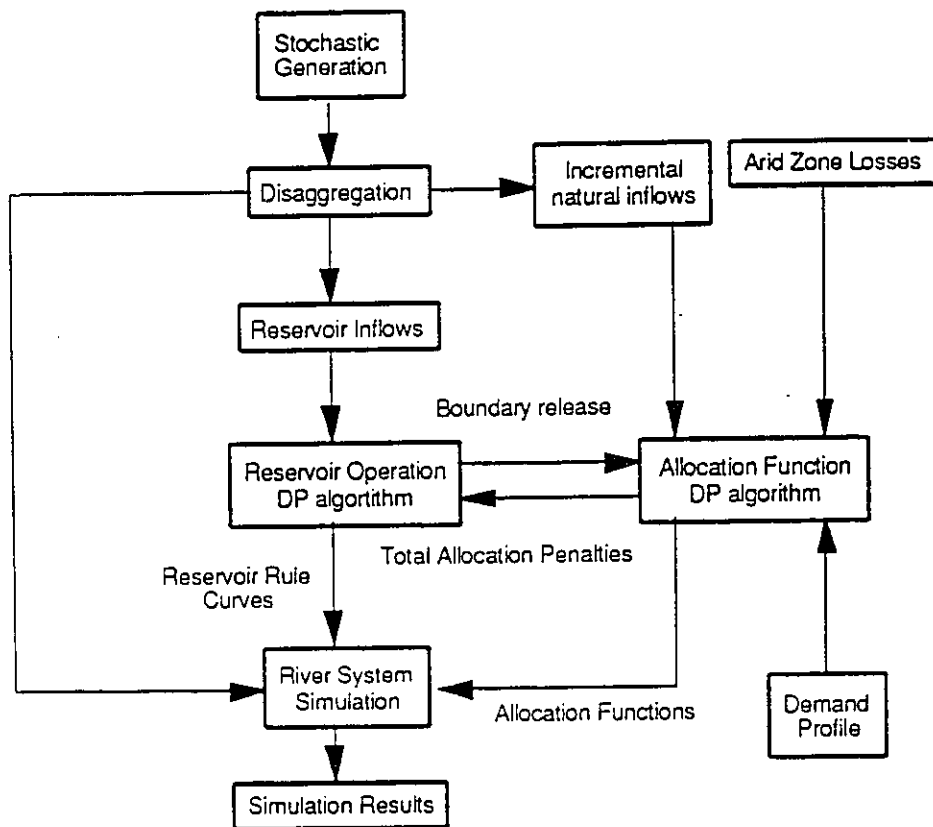 Stochastic
Generation
Disaggregation
Incremental
natural inflows
Arid Zone Losses
Reservoir Inflows
Boundary release
Reservoir Operation
DP algortithm
Allocation Function
DP algorithm
Total Allocation Penalties
Reservoir Rule
Curves
River System
Simulation
Allocation Functions
Demand
Profile
Simulation Results